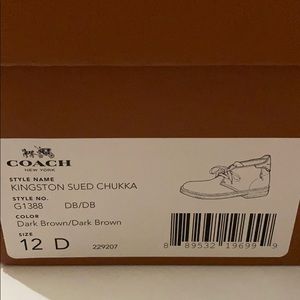 COACH
NEW YORK
STYLE NAME
KINGSTON SUED CHUKKA
STYLE NO.
G1388 DB/DB
COLOR
Dark Brown/Dark Brown
SIZE
12 D 229207
8 89532 19699 9